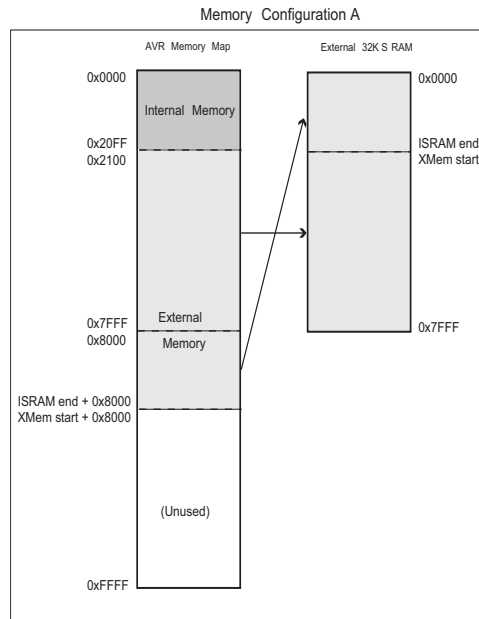 Memory Configuration A
AVR Memory Map
External 32K SRAM
0x0000
0x0000
Internal Memory
0x20FF
0x2100
ISRAM end
XMem start
External
0x7FFF
0x8000
Memory
0x7FFF
ISRAM end + 0x8000
XMem start + 0x8000
(Unused)
0xFFFF